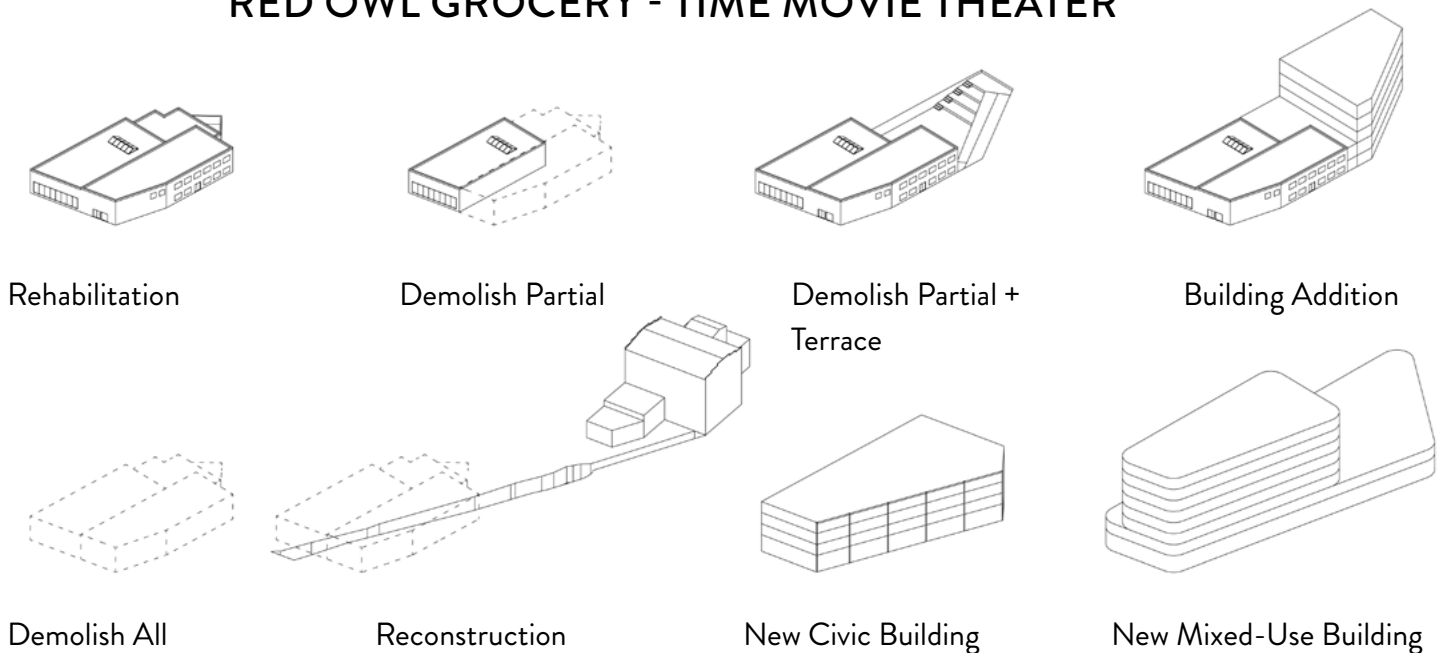 RED OWL GROCERY - TIME MOVIE THEATER
Rehabilitation
Demolish Partial
Demolish Partial +
Terrace
Building Addition
Demolish All
Reconstruction
New Civic Building
New Mixed-Use Building